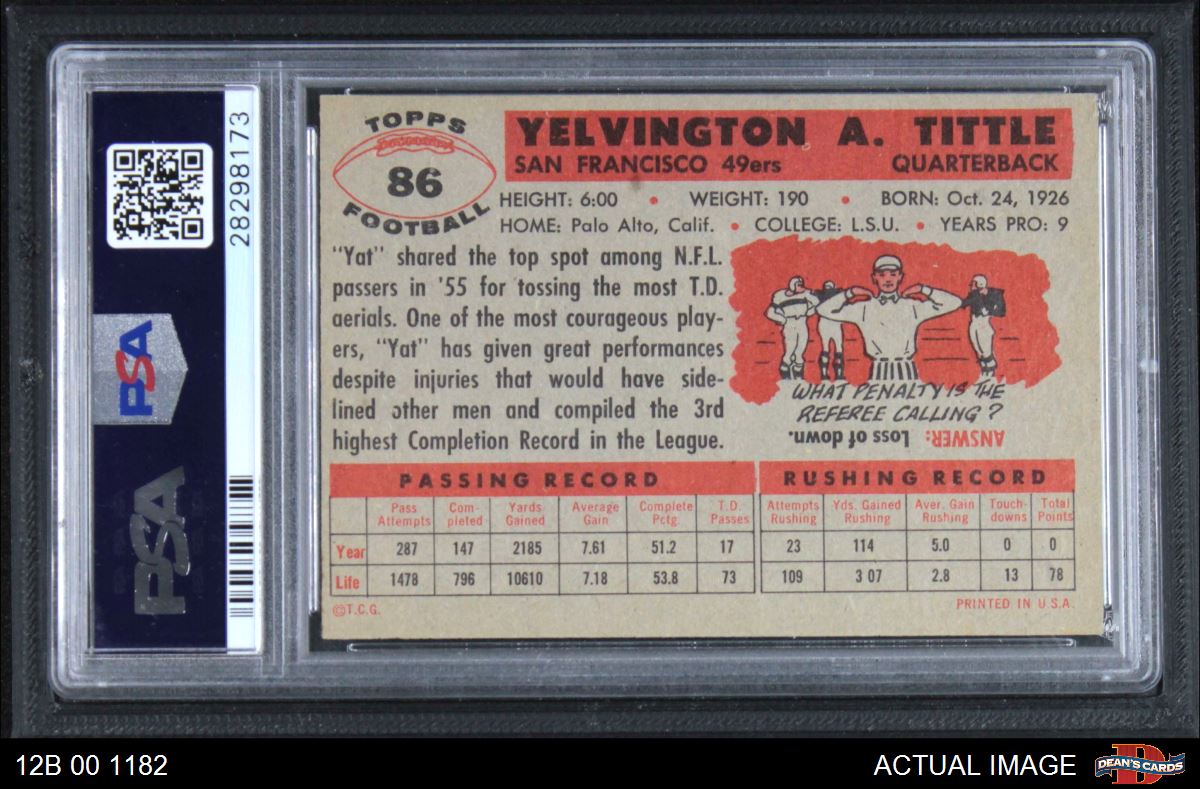 TOPPS
86
FOOTBALL
YELVINGTON A. TITTLE
SAN FRANCISCO 49ers QUARTERBACK
HEIGHT: 6:00 • WEIGHT: 190 • BORN: Oct. 24, 1926
HOME: Palo Alto, Calif. • COLLEGE: L.S.U. • YEARS PRO: 9
"Yat" shared the top spot among N.F.L.
passers in '55 for tossing the most T.D.
aerials. One of the most courageous play-
ers, "Yat" has given great performances
despite injuries that would have side-
lined other men and compiled the 3rd
highest Completion Record in the League.
WHAT PENALTY IS THE
REFEREE CALLING?
ANSWER: Loss of down.
PASSING RECORD
Pass Attempts Com- pleted Yards Gained Average Gain Complete Pctg. T.D. Passes
Year 287 147 2185 7.61 51.2 17
Life 1478 796 10610 7.18 53.8 73
RUSHING RECORD
Attempts Rushing Yds. Gained Rushing Aver. Gain Rushing Touch- downs Total Points
23 114 5.0 0 0
109 3 07 2.8 13 78
©T.C.G.
PRINTED IN U.S.A.
28298173
PSA
PSA
12B 00 1182
ACTUAL IMAGE
DEAN'S CARDS